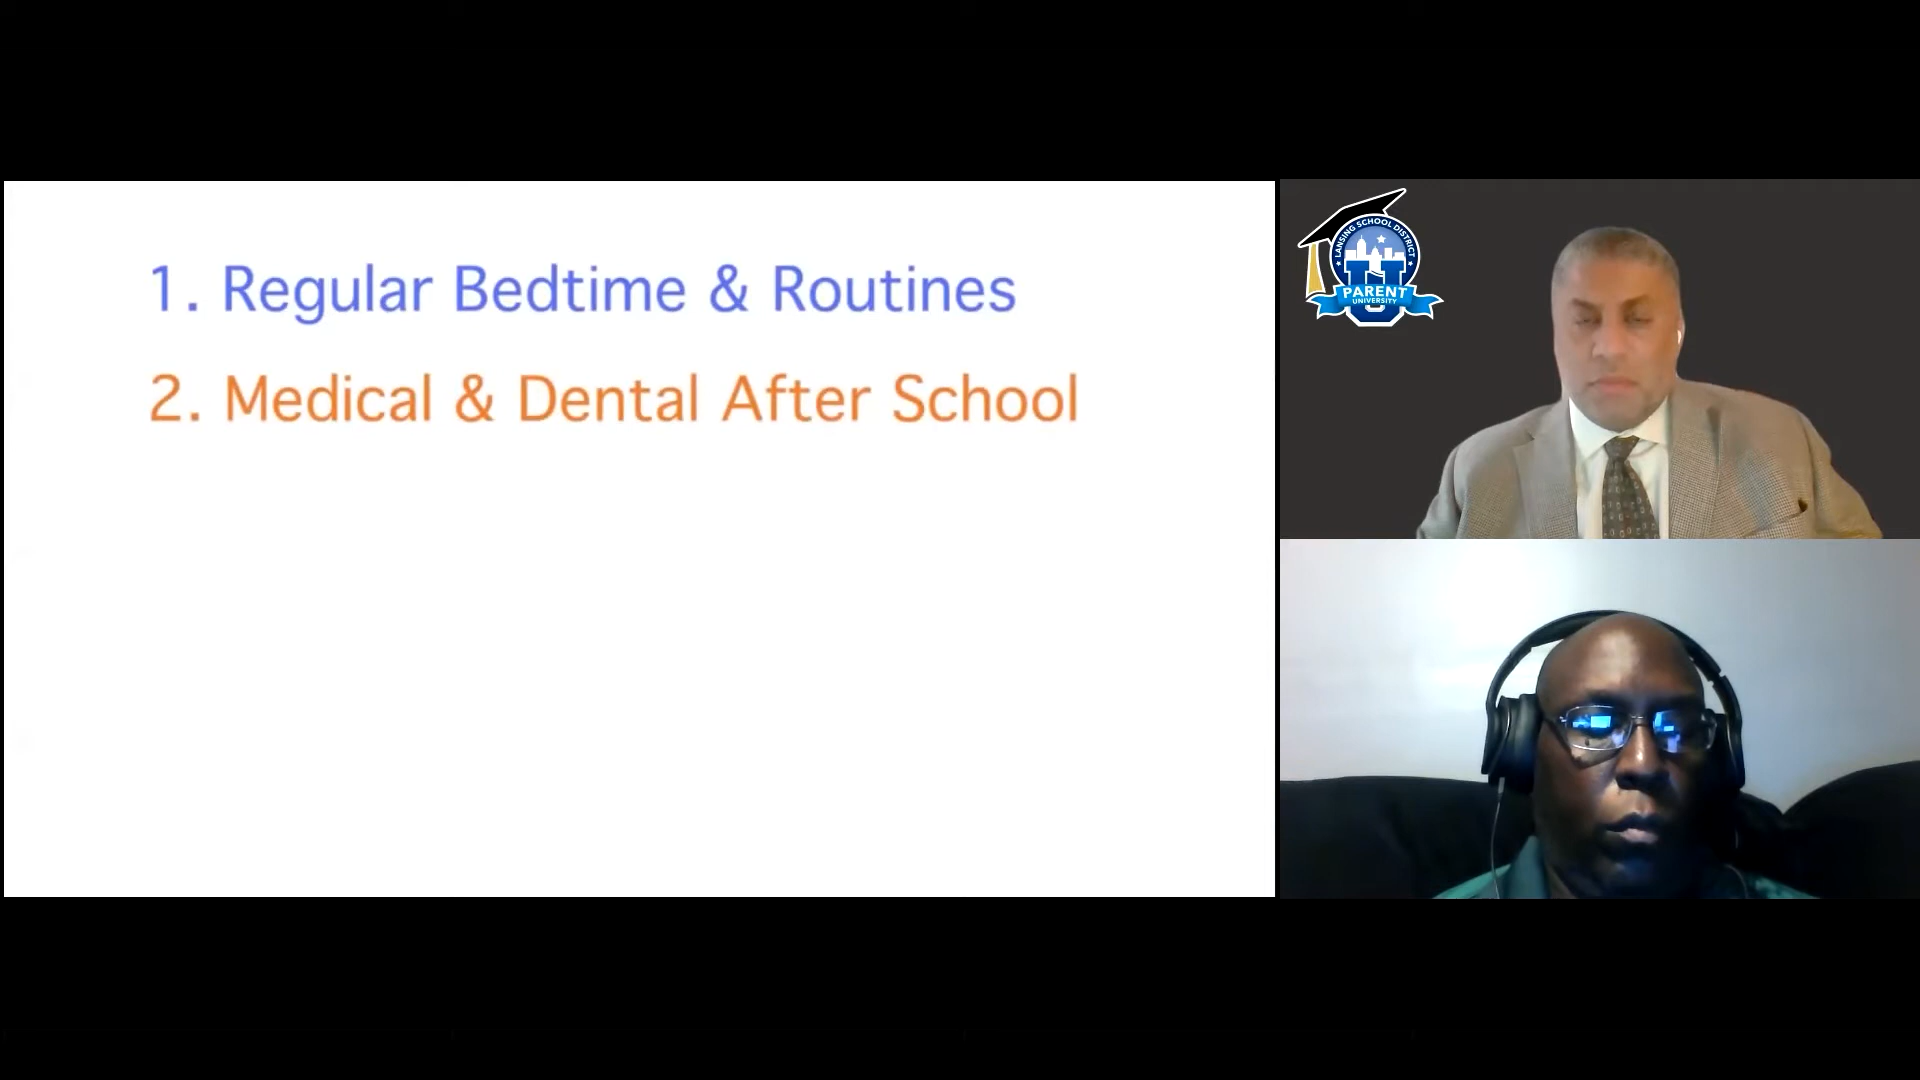 1. Regular Bedtime & Routines
2. Medical & Dental After School
LANSING SCHOOL DISTRICT
U
PARENT
UNIVERSITY